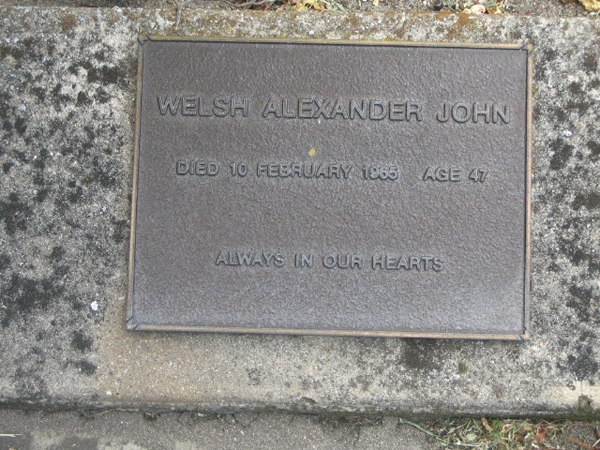 WELSH ALEXANDER JOHN
DIED 10 FEBRUARY 1965 AGE 47
ALWAYS IN OUR HEARTS